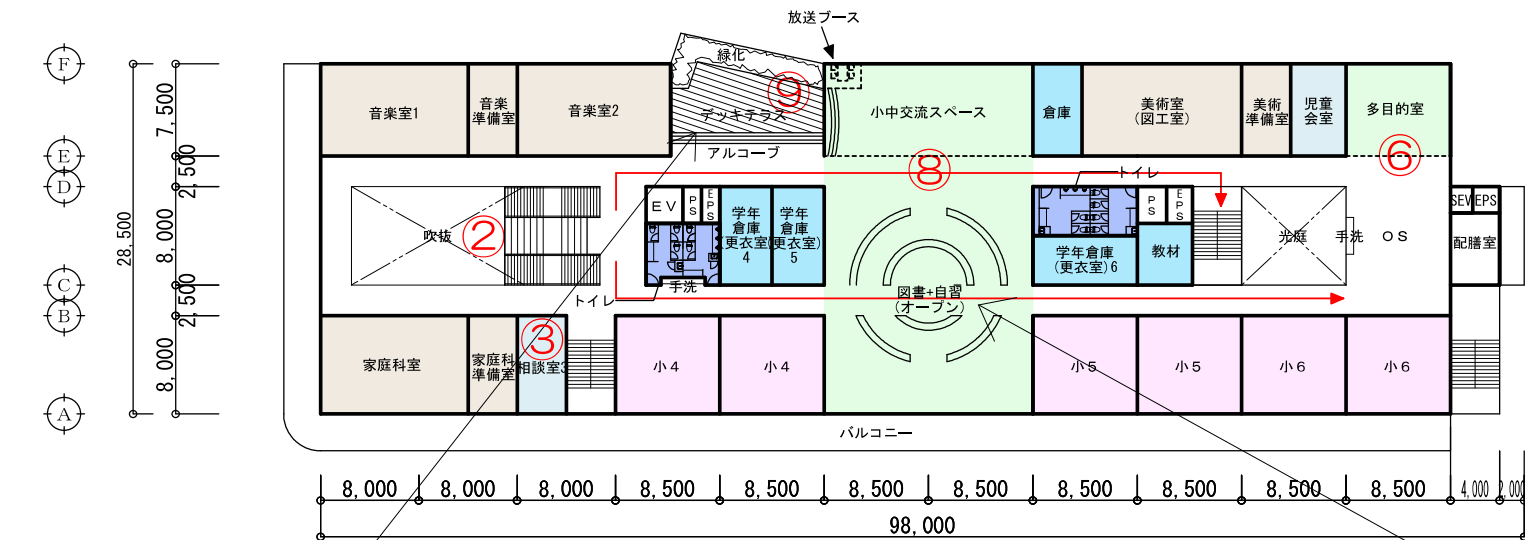 放送ブース
緑化
⑨
デッキテラス
アルコーブ
音楽室1
音楽
準備室
音楽室2
小中交流スペース
倉庫
美術室
(図工室)
美術
準備室
児童
会室
多目的室
⑥
⑧
トイレ
吹抜
②
EV
PS
EPS
学年
倉庫
(更衣室)
4
学年
倉庫
(更衣室)
5
手洗
トイレ
図書+自習
(オープン)
学年倉庫
(更衣室)6
PS
EPS
教材
光庭
手洗
OS
SEV
EPS
配膳室
家庭科室
家庭科
準備室
③
相談室3
小4
小4
小5
小5
小6
小6
バルコニー
F
E
D
C
B
A
7,500
2,500
8,000
2,500
8,000
28,500
8,000
8,000
8,000
8,500
8,500
8,500
8,500
8,500
8,500
8,500
8,500
4,000
2,000
98,000